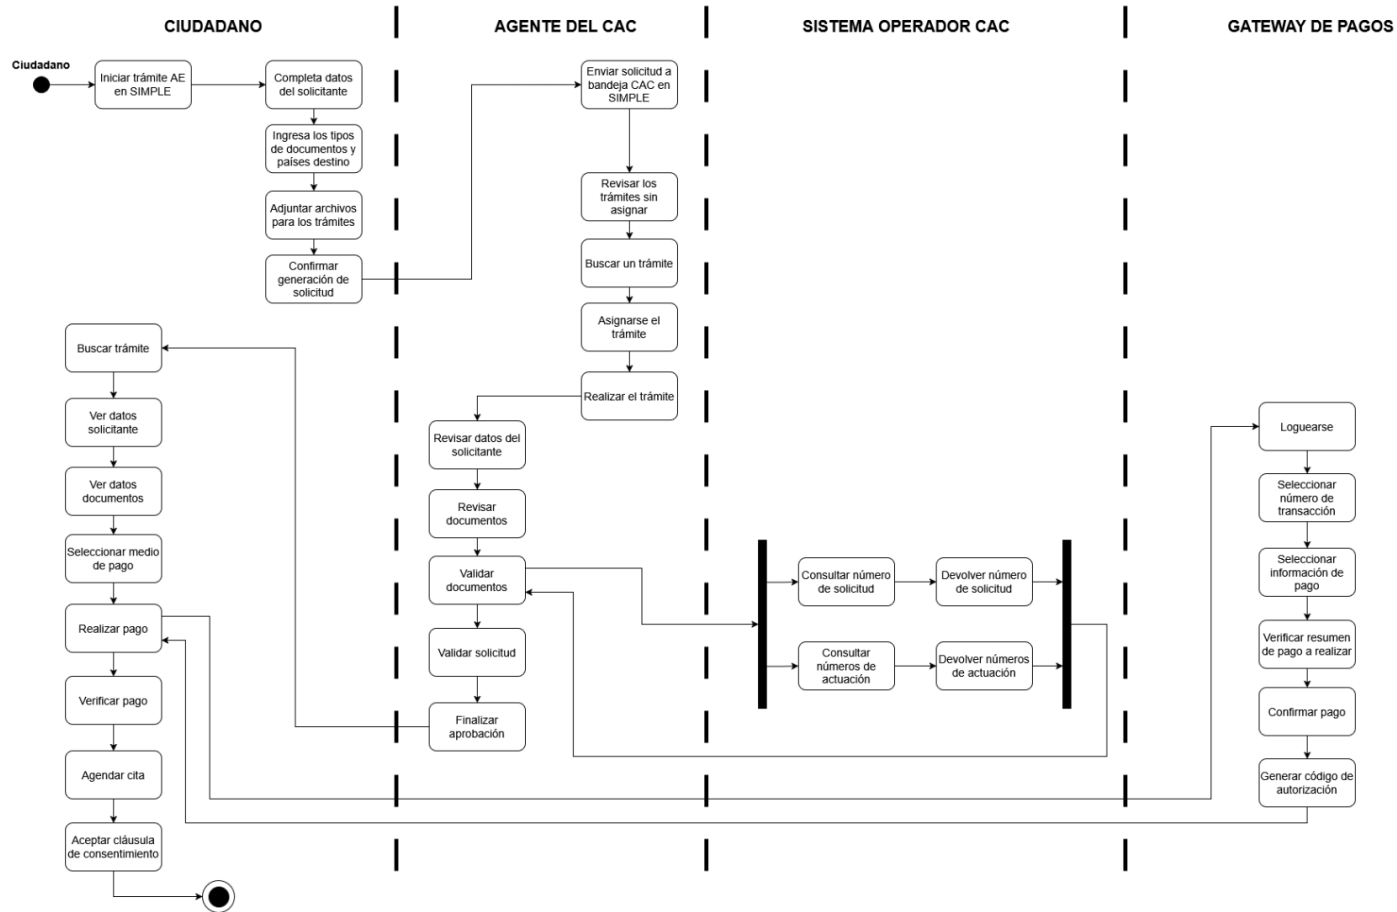 CIUDADANO
AGENTE DEL CAC
SISTEMA OPERADOR CAC
GATEWAY DE PAGOS
Ciudadano
Iniciar trámite AE
en SIMPLE
Completa datos
del solicitante
Ingresa los tipos
de documentos y
países destino
Adjuntar archivos
para los trámites
Confirmar
generación de
solicitud
Enviar solicitud a
bandeja CAC en
SIMPLE
Revisar los
trámites sin
asignar
Buscar un trámite
Asignarse el
trámite
Realizar el trámite
Revisar datos del
solicitante
Revisar
documentos
Validar
documentos
Validar solicitud
Finalizar
aprobación
Consultar número
de solicitud
Devolver número
de solicitud
Consultar
números de
actuación
Devolver números
de actuación
Buscar trámite
Ver datos
solicitante
Ver datos
documentos
Seleccionar medio
de pago
Realizar pago
Verificar pago
Agendar cita
Aceptar cláusula
de consentimiento
Loguearse
Seleccionar
número de
transacción
Seleccionar
información de
pago
Verificar resumen
de pago a realizar
Confirmar pago
Generar código de
autorización